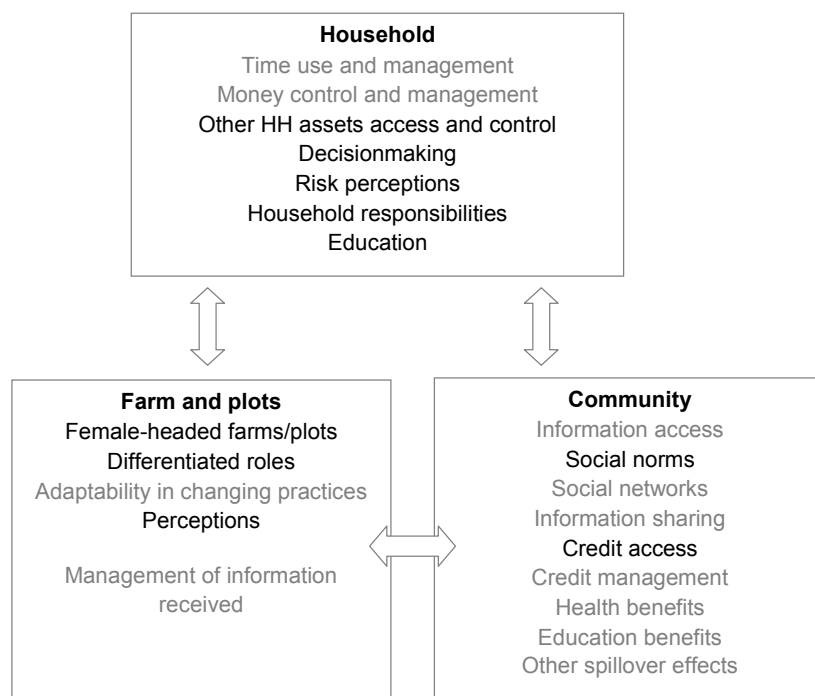 Household
Time use and management
Money control and management
Other HH assets access and control
Decisionmaking
Risk perceptions
Household responsibilities
Education
Farm and plots
Female-headed farms/plots
Differentiated roles
Adaptability in changing practices
Perceptions
Management of information
received
Community
Information access
Social norms
Social networks
Information sharing
Credit access
Credit management
Health benefits
Education benefits
Other spillover effects